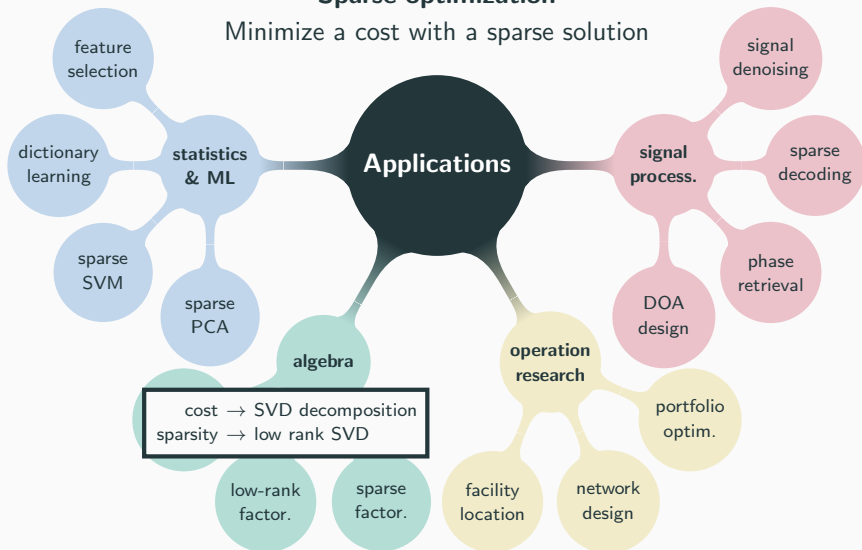 Sparse optimization
Minimize a cost with a sparse solution
feature
selection
dictionary
learning
statistics
& ML
sparse
SVM
sparse
PCA
Applications
signal
process.
signal
denoising
sparse
decoding
phase
retrieval
DOA
design
algebra
cost → SVD decomposition
sparsity → low rank SVD
low-rank
factor.
sparse
factor.
operation
research
facility
location
network
design
portfolio
optim.